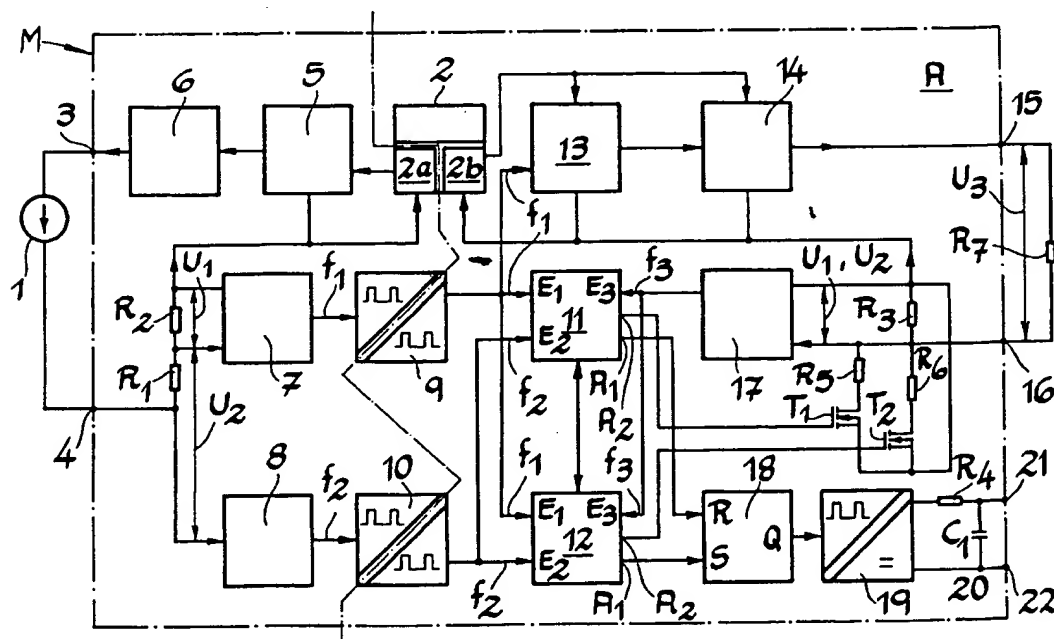 M
6
5
2
14
A
3
15
2a
2b
13
f1
U3
1
U1
f1
f1
f3
U1, U2
R7
R2
E1
E3
R3
11
R1
7
9
E2
17
R5
R6
16
f2
A1
U2
A2
T1
T2
4
f1
f3
8
f2
10
18
R4
21
E1
E3
R
12
C1
E2
S
Q
=
f2
A1
A2
19
20
22